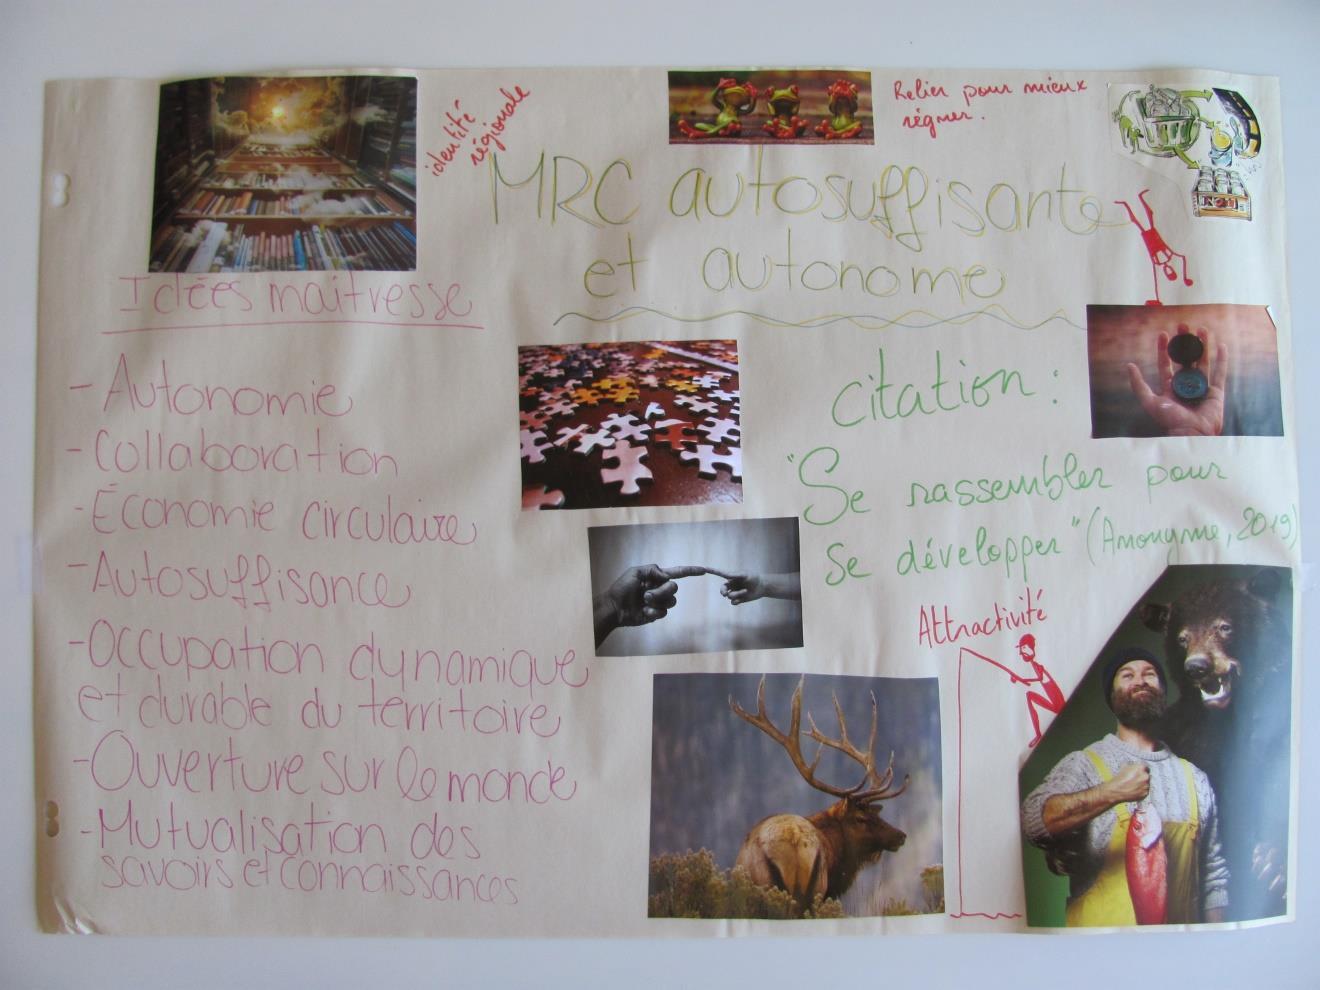 identité
régionale
Relier pour mieux
régner.
MRC autosuffisante
et autonome
Idées maitresse
- Autonomie
- Collaboration
- Économie circulaire
- Autosuffisance
- Occupation dynamique
et durable du territoire
- Ouverture sur le monde
- Mutualisation des
savoirs et connaissances
citation :
"Se rassembler pour
se développer" (Anonyme, 2019)
Attractivité